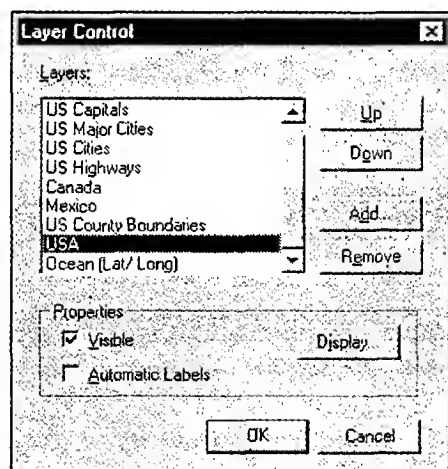 Layer Control
Layers:
US Capitals
US Major Cities
US Cities
US Highways
Canada
Mexico
US County Boundaries
USA
Ocean (Lat/ Long)
Up
Down
Add...
Remove
Properties
Visible
Display...
Automatic Labels
OK
Cancel